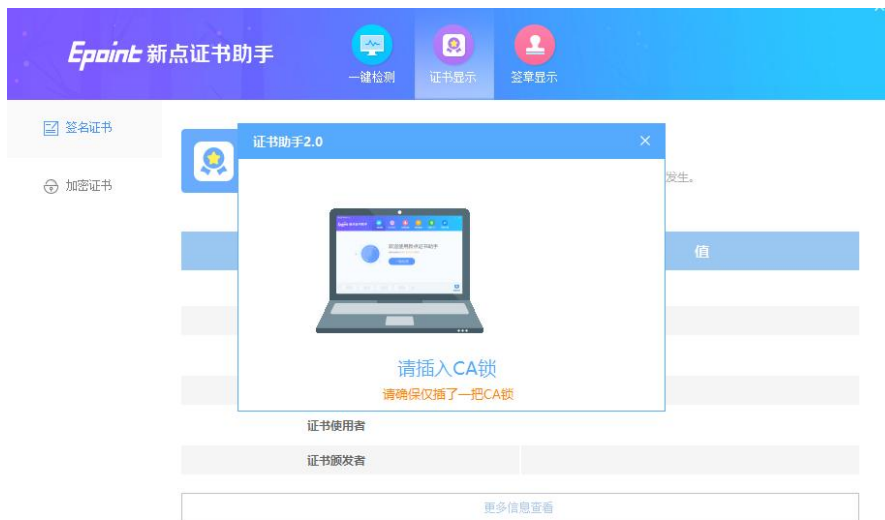 Epoint 新点证书助手
一键检测
证书显示
签章显示
签名证书
加密证书
证书助手2.0
发生。
值
请插入CA锁
请确保仅插了一把CA锁
证书使用者
证书颁发者
更多信息查看